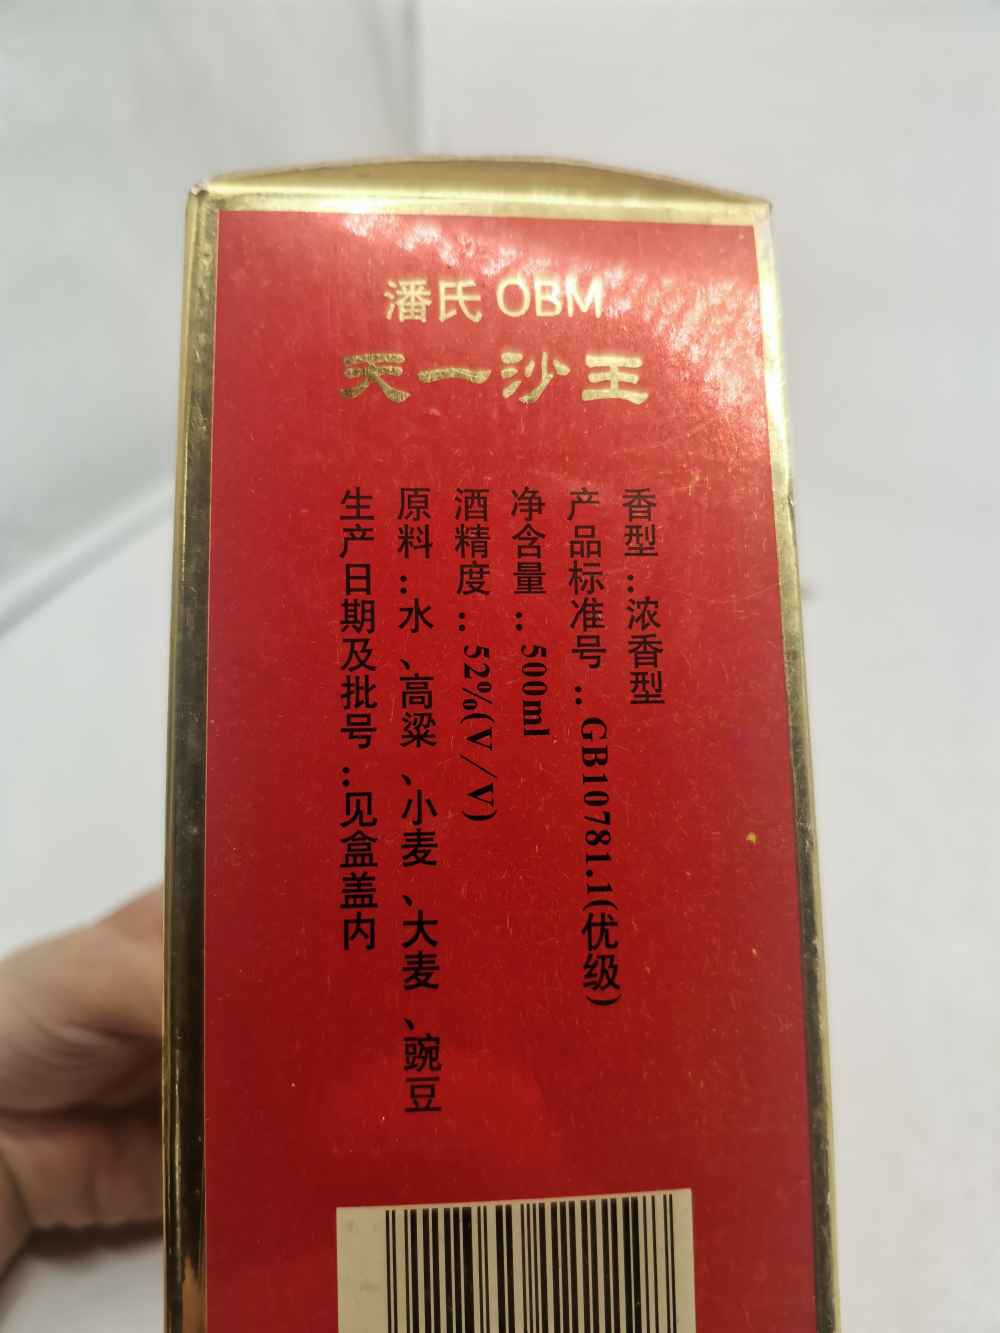 潘氏 OBM
天一沙王
香型：浓香型
产品标准号：GB10781.1(优级)
净含量：500ml
酒精度：52%(V/V)
原料：水、高粱、小麦、大麦、豌豆
生产日期及批号：见盒盖内